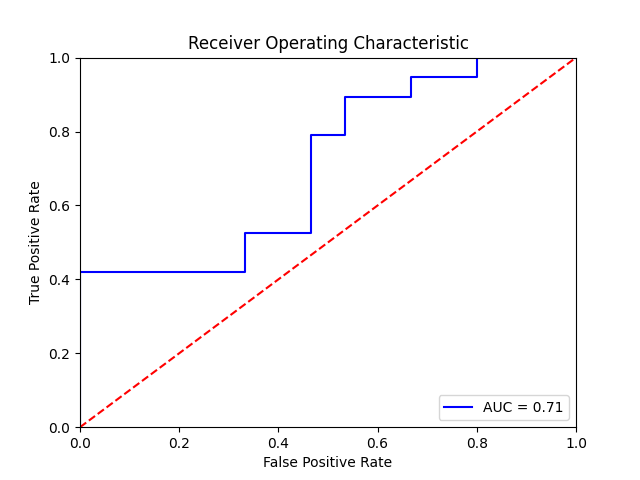 Receiver Operating Characteristic
True Positive Rate
1.0
0.8
0.6
0.4
0.2
0.0
AUC = 0.71
0.0 0.2 0.4 0.6 0.8 1.0
False Positive Rate